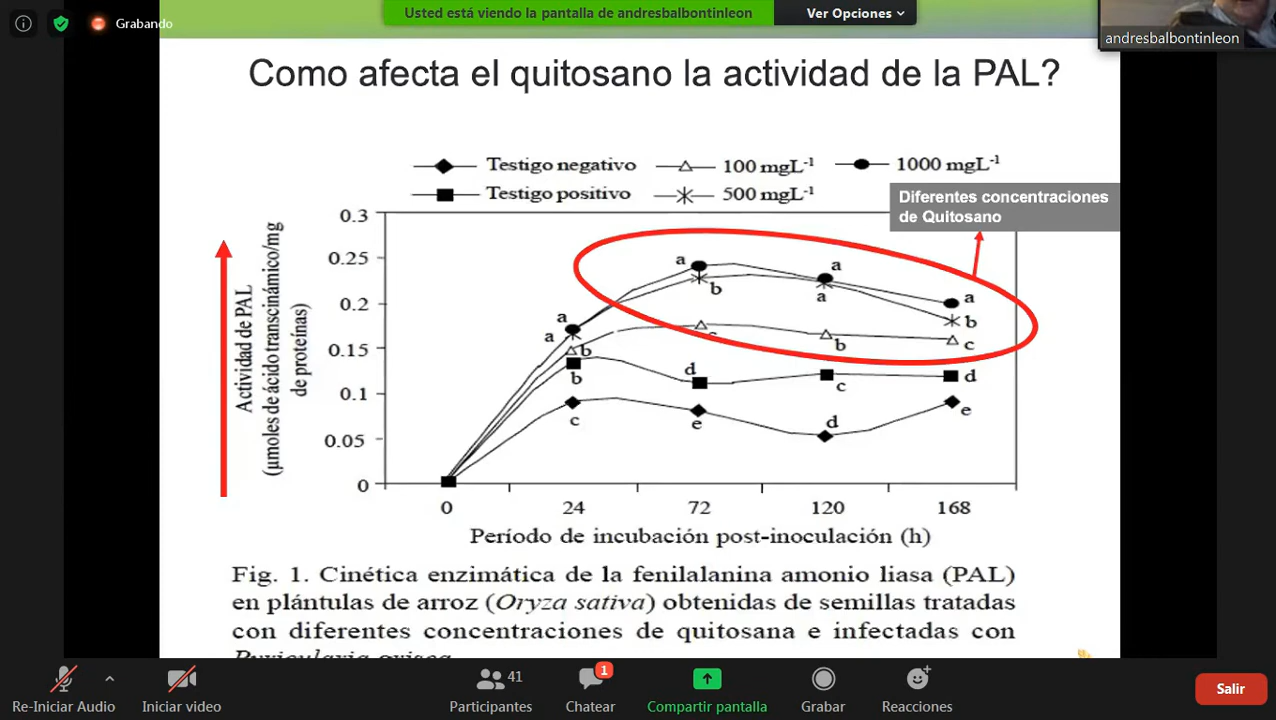 Grabando
Usted está viendo la pantalla de andresbalbontinleon
Ver Opciones
andresbalbontinleon
Como afecta el quitosano la actividad de la PAL?
Testigo negativo
100 mgL⁻¹
1000 mgL⁻¹
Testigo positivo
500 mgL⁻¹
Diferentes concentraciones
de Quitosano
Actividad de PAL
(µmoles de ácido transcinámico/mg
de proteínas)
0.3
0.25
0.2
0.15
0.1
0.05
0
a
b
a
a
a
b
a
a
b
c
b
c
b
d
c
d
c
e
d
e
0 24 72 120 168
Período de incubación post-inoculación (h)
Fig. 1. Cinética enzimática de la fenilalanina amonio liasa (PAL)
en plántulas de arroz (Oryza sativa) obtenidas de semillas tratadas
con diferentes concentraciones de quitosana e infectadas con
Re-Iniciar Audio
Iniciar video
41
Participantes
1
Chatear
Compartir pantalla
Grabar
Reacciones
Salir